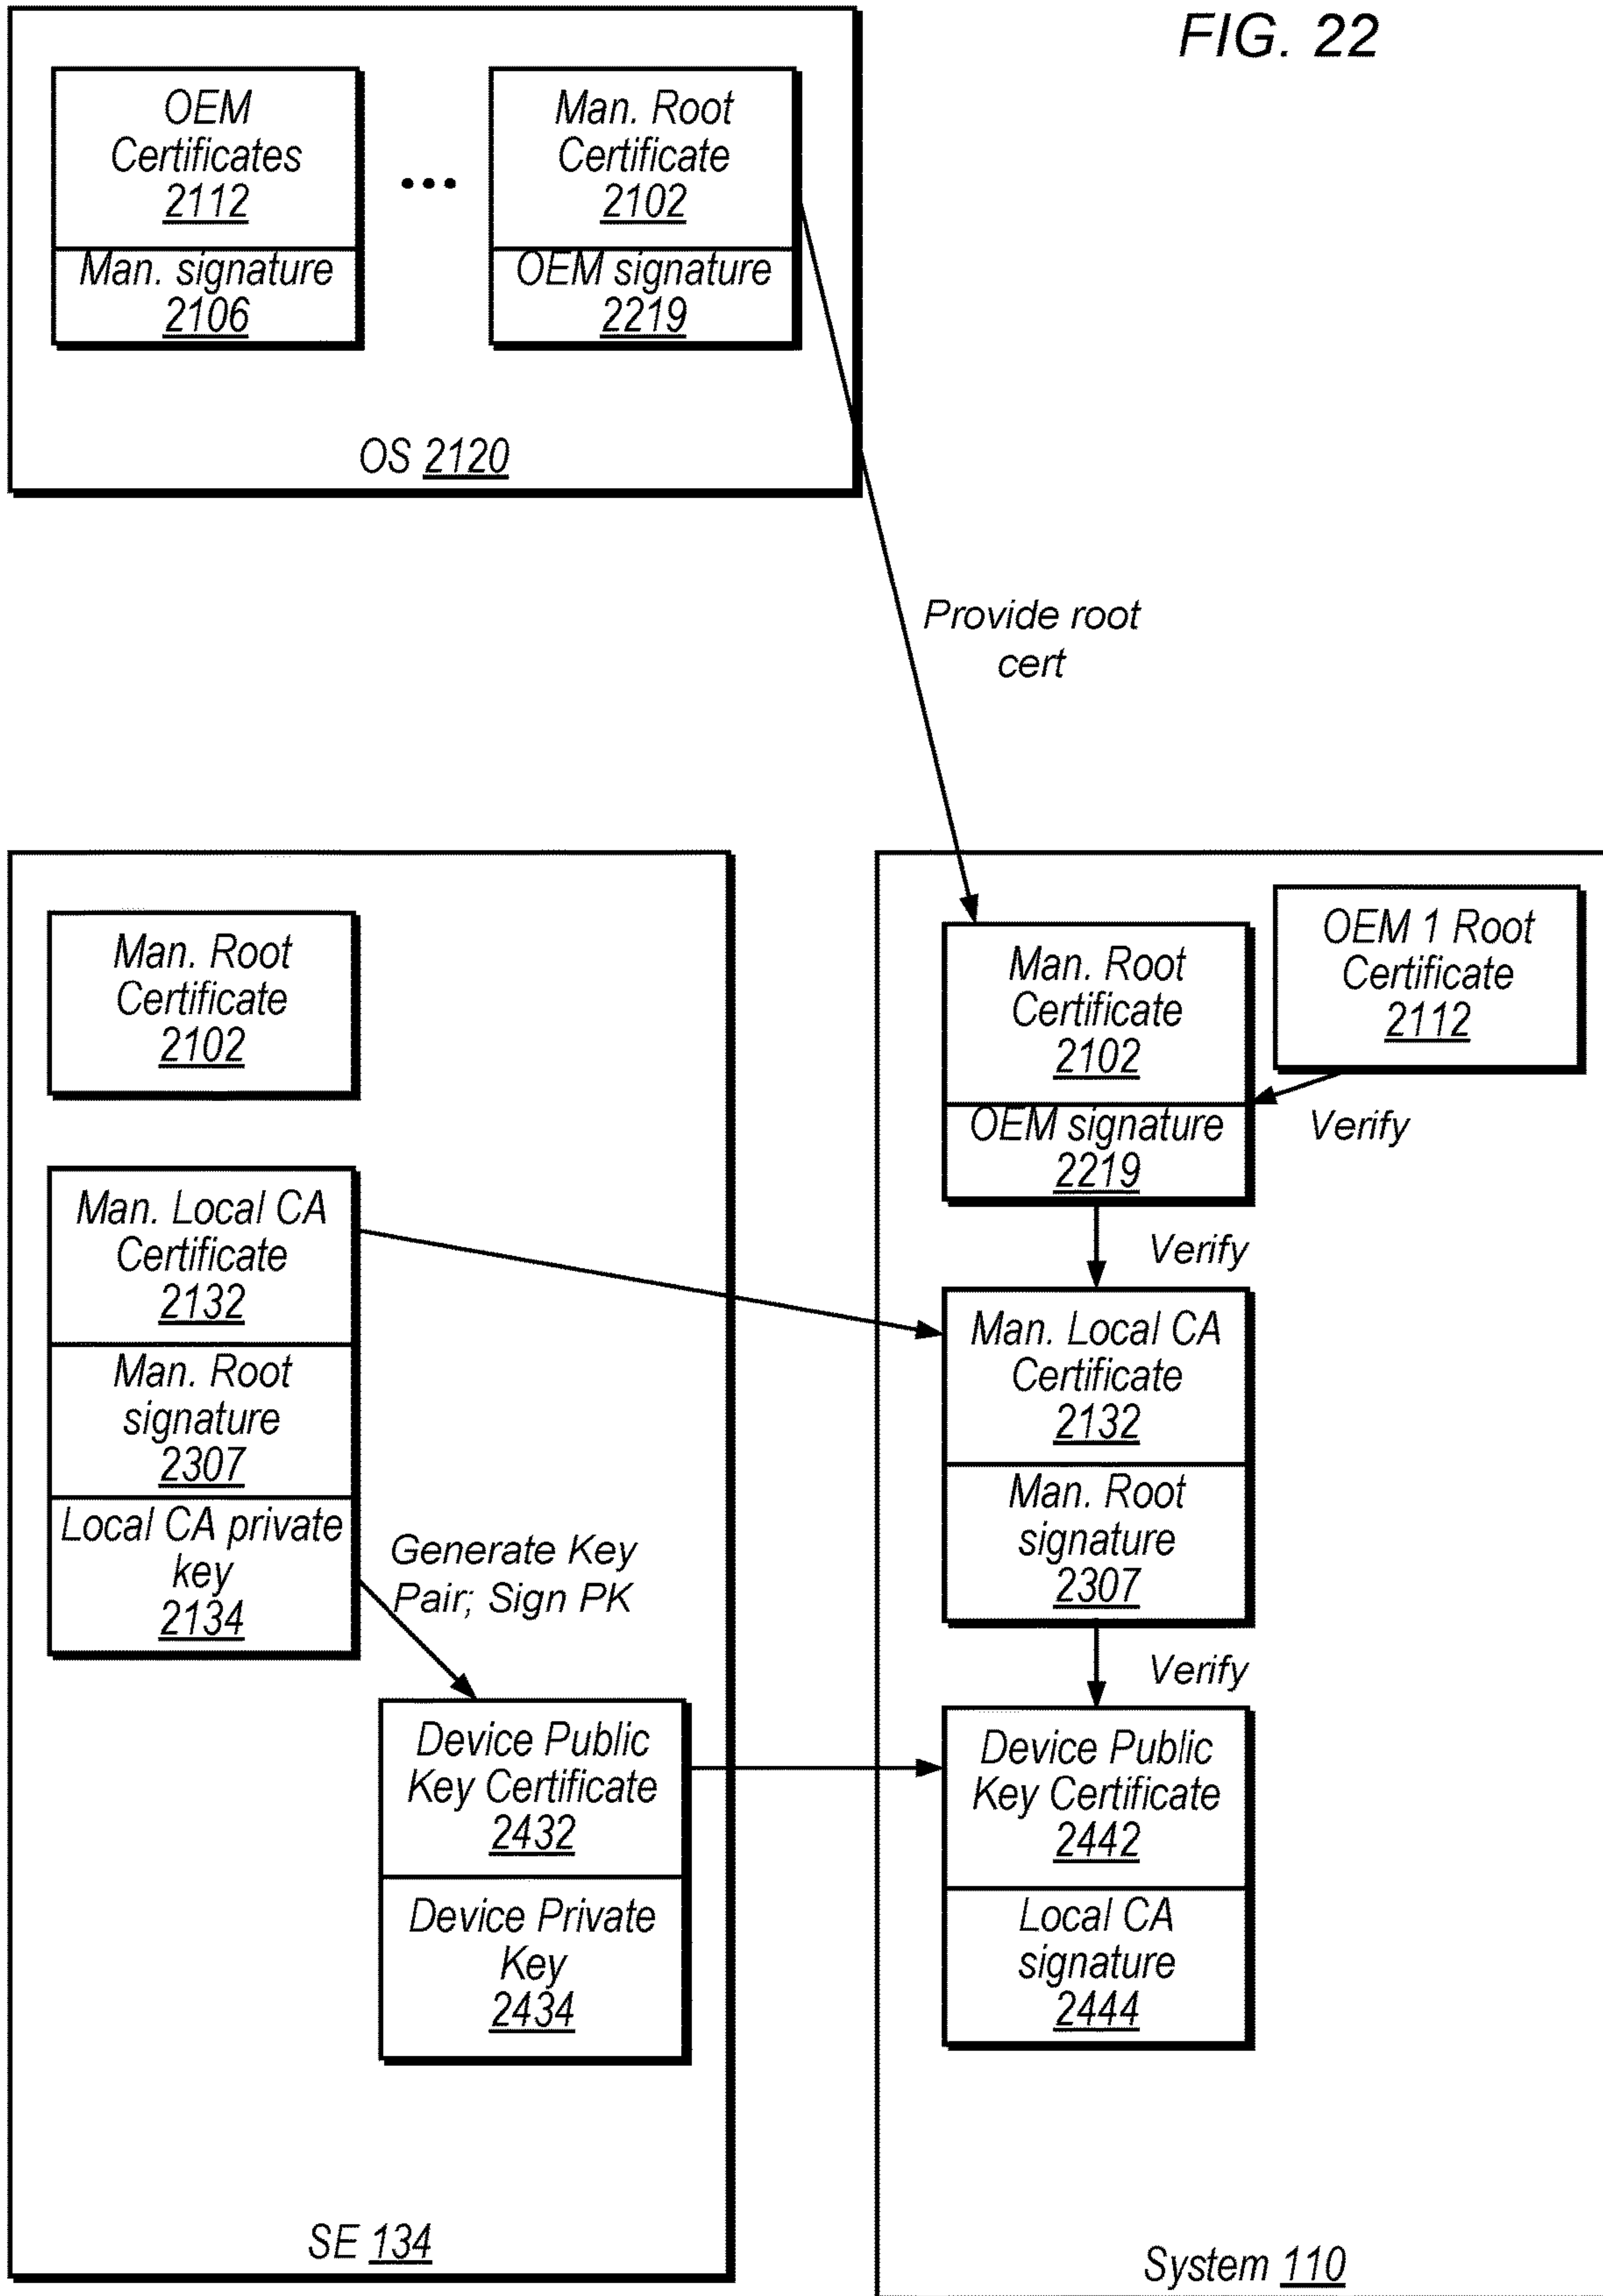 FIG. 22
OEM
Certificates
2112
Man. signature
2106
...
Man. Root
Certificate
2102
OEM signature
2219
OS 2120
Provide root
cert
Man. Root
Certificate
2102
Man. Local CA
Certificate
2132
Man. Root
signature
2307
Local CA private
key
2134
Generate Key
Pair; Sign PK
Device Public
Key Certificate
2432
Device Private
Key
2434
SE 134
Man. Root
Certificate
2102
OEM signature
2219
OEM 1 Root
Certificate
2112
Verify
Verify
Man. Local CA
Certificate
2132
Man. Root
signature
2307
Verify
Device Public
Key Certificate
2442
Local CA
signature
2444
System 110